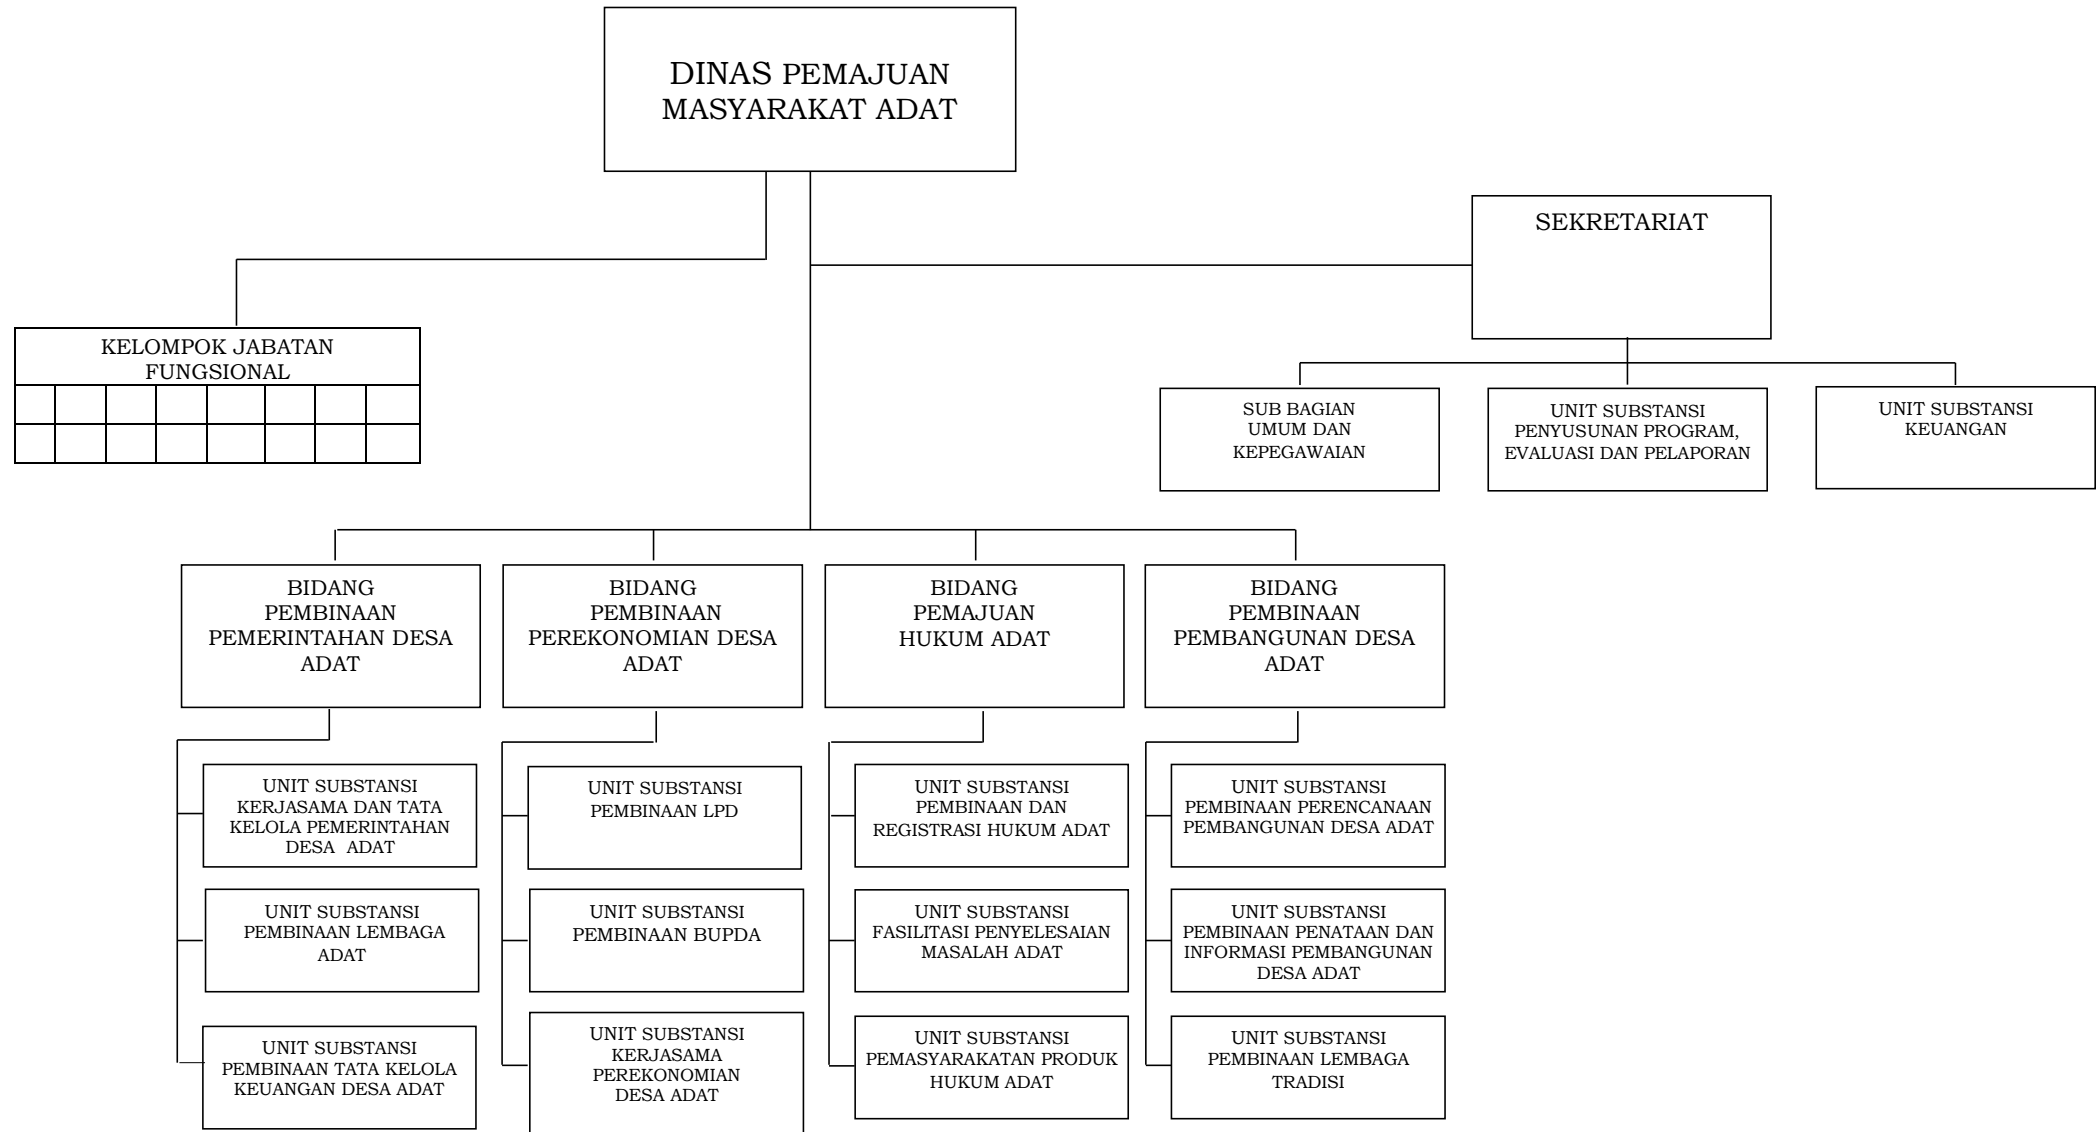 DINAS PEMAJUAN
MASYARAKAT ADAT
SEKRETARIAT
KELOMPOK JABATAN
FUNGSIONAL
SUB BAGIAN
UMUM DAN
KEPEGAWAIAN
UNIT SUBSTANSI
PENYUSUNAN PROGRAM,
EVALUASI DAN PELAPORAN
UNIT SUBSTANSI
KEUANGAN
BIDANG
PEMBINAAN
PEMERINTAHAN DESA
ADAT
BIDANG
PEMBINAAN
PEREKONOMIAN DESA
ADAT
BIDANG
PEMAJUAN
HUKUM ADAT
BIDANG
PEMBINAAN
PEMBANGUNAN DESA
ADAT
UNIT SUBSTANSI
KERJASAMA DAN TATA
KELOLA PEMERINTAHAN
DESA  ADAT
UNIT SUBSTANSI
PEMBINAAN LPD
UNIT SUBSTANSI
PEMBINAAN DAN
REGISTRASI HUKUM ADAT
UNIT SUBSTANSI
PEMBINAAN PERENCANAAN
PEMBANGUNAN DESA ADAT
UNIT SUBSTANSI
PEMBINAAN LEMBAGA
ADAT
UNIT SUBSTANSI
PEMBINAAN BUPDA
UNIT SUBSTANSI
FASILITASI PENYELESAIAN
MASALAH ADAT
UNIT SUBSTANSI
PEMBINAAN PENATAAN DAN
INFORMASI PEMBANGUNAN
DESA ADAT
UNIT SUBSTANSI
PEMBINAAN TATA KELOLA
KEUANGAN DESA ADAT
UNIT SUBSTANSI
KERJASAMA
PEREKONOMIAN
DESA ADAT
UNIT SUBSTANSI
PEMASYARAKATAN PRODUK
HUKUM ADAT
UNIT SUBSTANSI
PEMBINAAN LEMBAGA
TRADISI